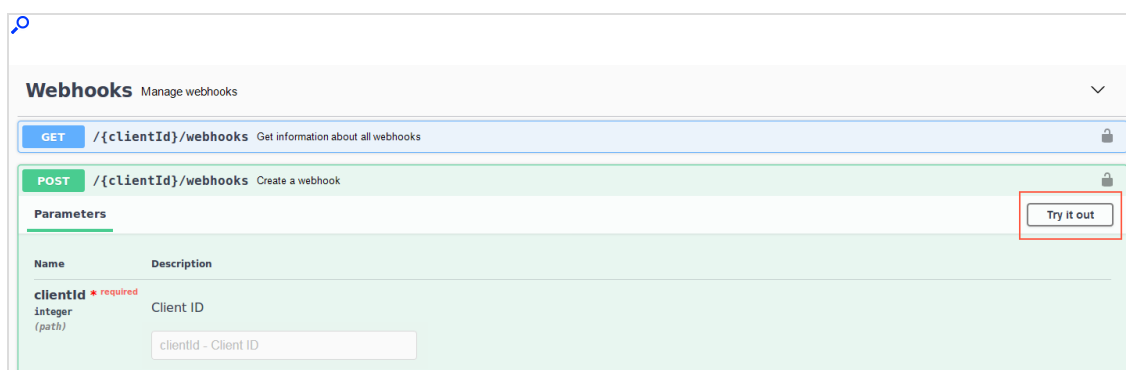 Webhooks Manage webhooks
GET /{clientId}/webhooks Get information about all webhooks
POST /{clientId}/webhooks Create a webhook
Parameters Try it out
Name Description
clientId * required
integer
(path)
Client ID
clientId - Client ID